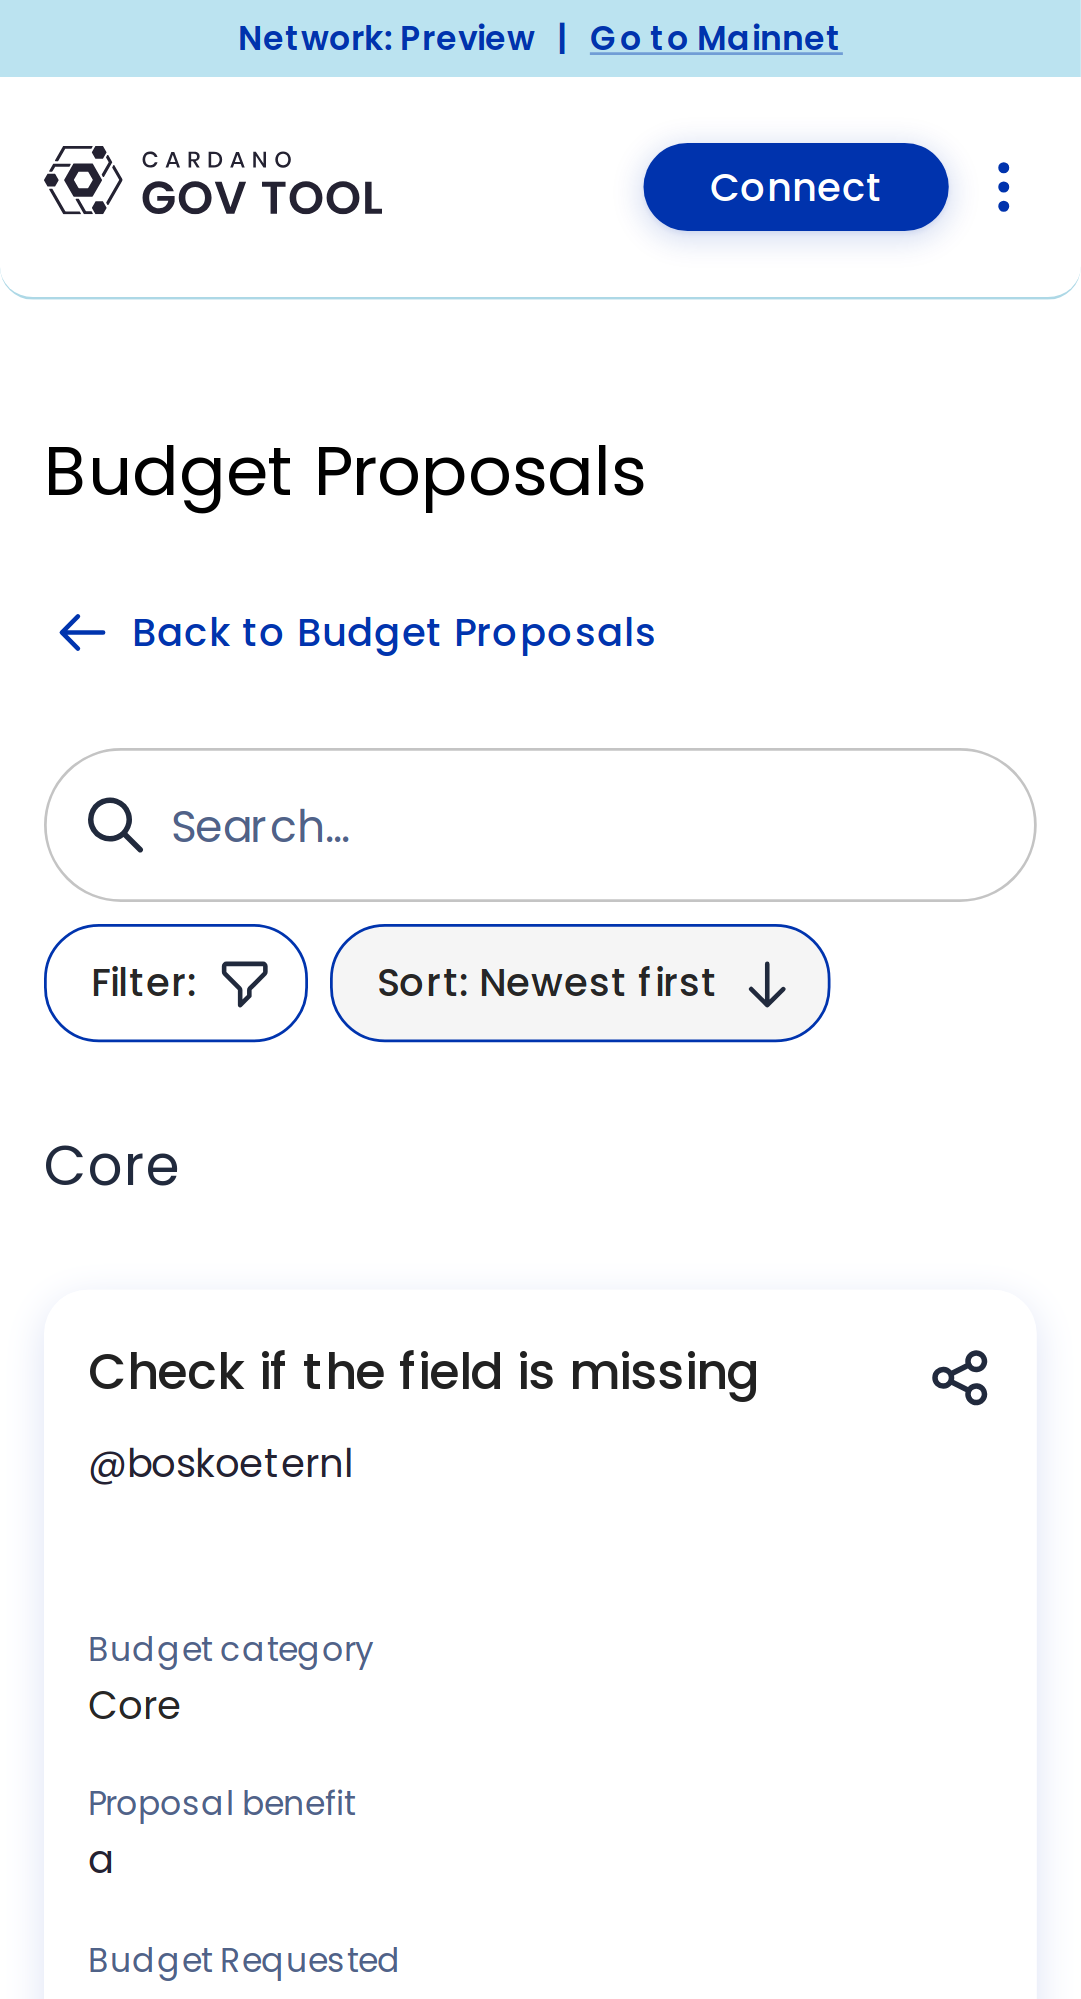 Network: Preview | Go to Mainnet
CARDANO
GOV TOOL
Connect
Budget Proposals
Back to Budget Proposals
Search...
Filter:
Sort: Newest first
Core
Check if the field is missing
@boskoeternl
Budget category
Core
Proposal benefit
a
Budget Requested